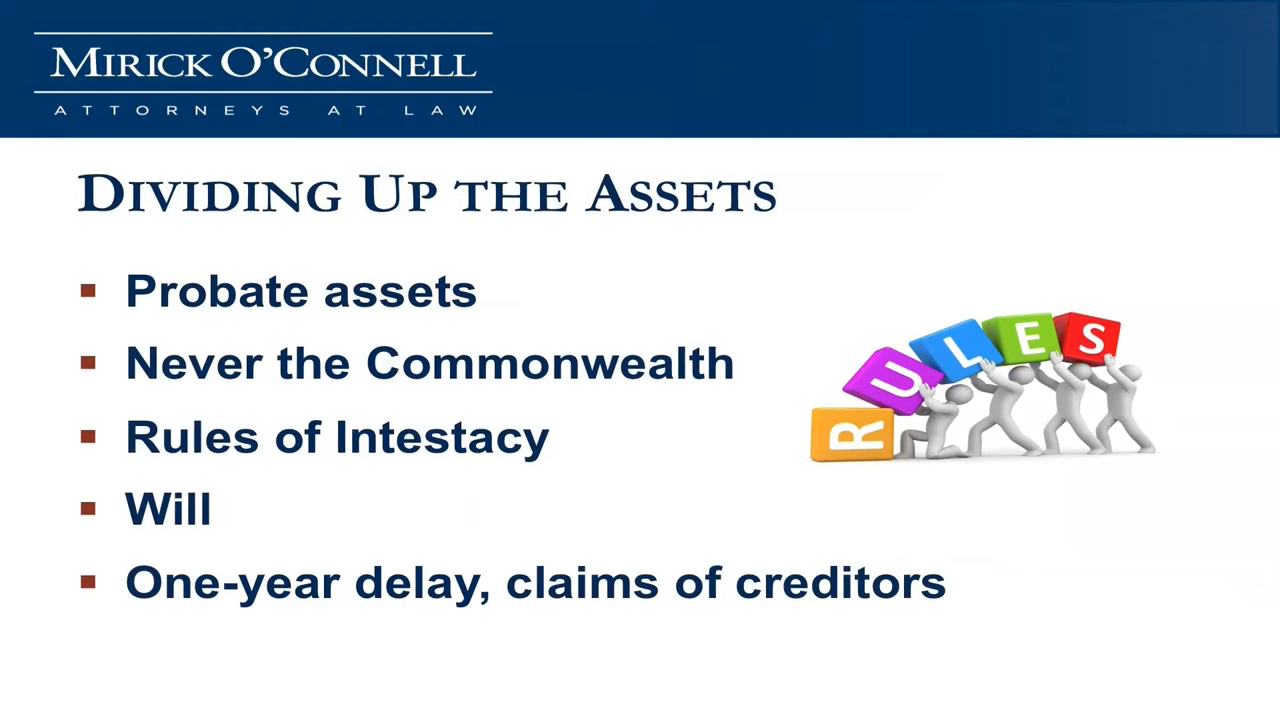 MIRICK O'CONNELL
ATTORNEYS AT LAW
DIVIDING UP THE ASSETS
Probate assets
Never the Commonwealth
Rules of Intestacy
Will
One-year delay, claims of creditors
RULES